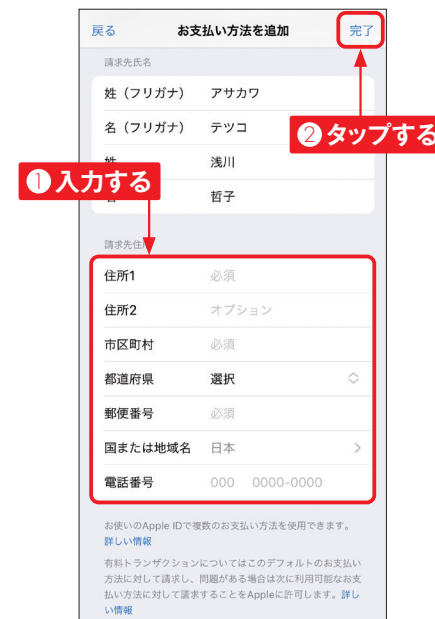 戻る お支払い方法を追加 完了
請求先氏名
姓（フリガナ） アサカワ
名（フリガナ） テツコ
❷タップする
姓 浅川
❶入力する
哲子
請求先住
住所1 必須
住所2 オプション
市区町村 必須
都道府県 選択
郵便番号 必須
国または地域名 日本
電話番号 000 0000-0000
お使いのApple IDで複数のお支払い方法を使用できます。
詳しい情報
有料トランザクションについてはこのデフォルトのお支払い
方法に対して請求し、問題がある場合は次に利用可能なお支
払い方法に対して請求することをAppleに許可します。詳し
い情報